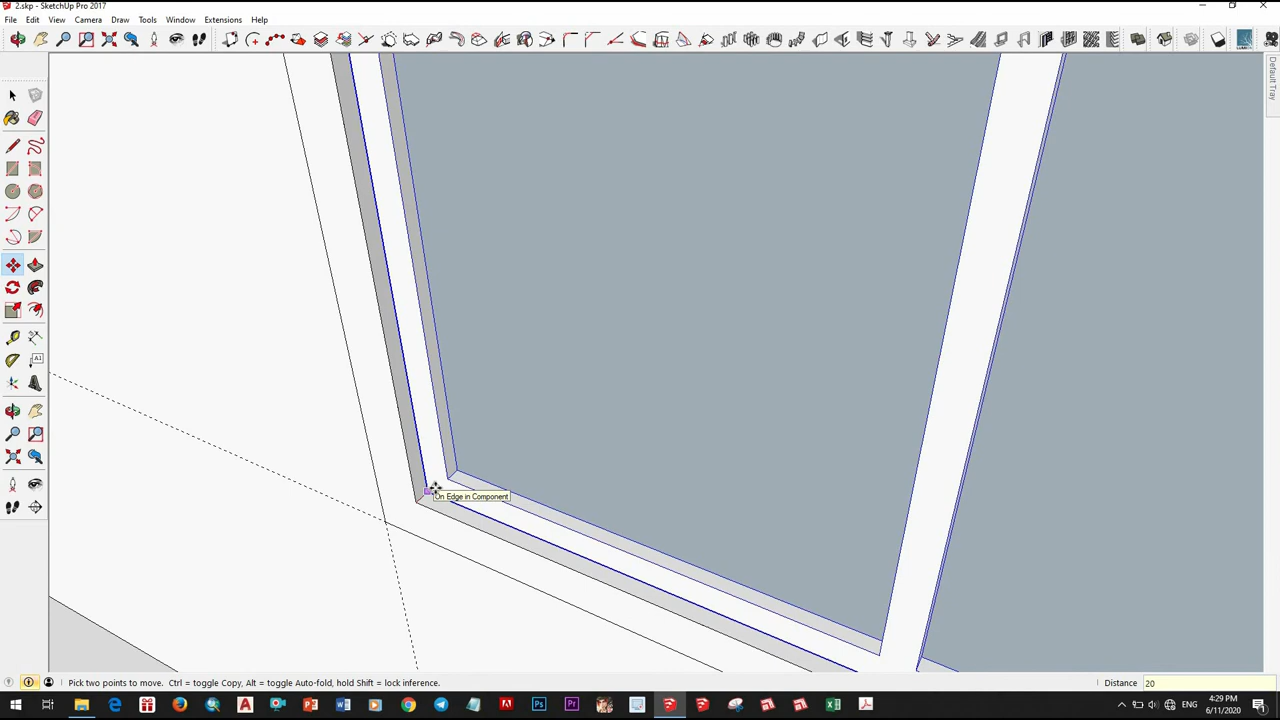 2.skp - SketchUp Pro 2017
File Edit View Camera Draw Tools Window Extensions Help
Default Tray
A1
On Edge in Component
Pick two points to move. Ctrl = toggle Copy, Alt = toggle Auto-fold, hold Shift = lock inference.
Distance 20
ENG 4:29 PM
6/11/2020